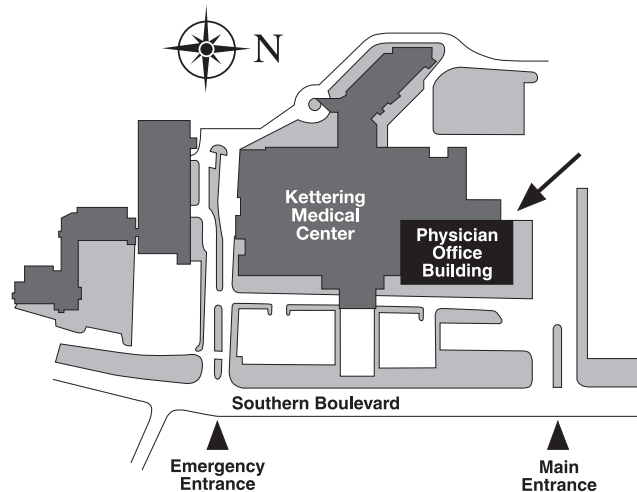 N
Kettering
Medical
Center
Physician
Office
Building
Southern Boulevard
Emergency
Entrance
Main
Entrance